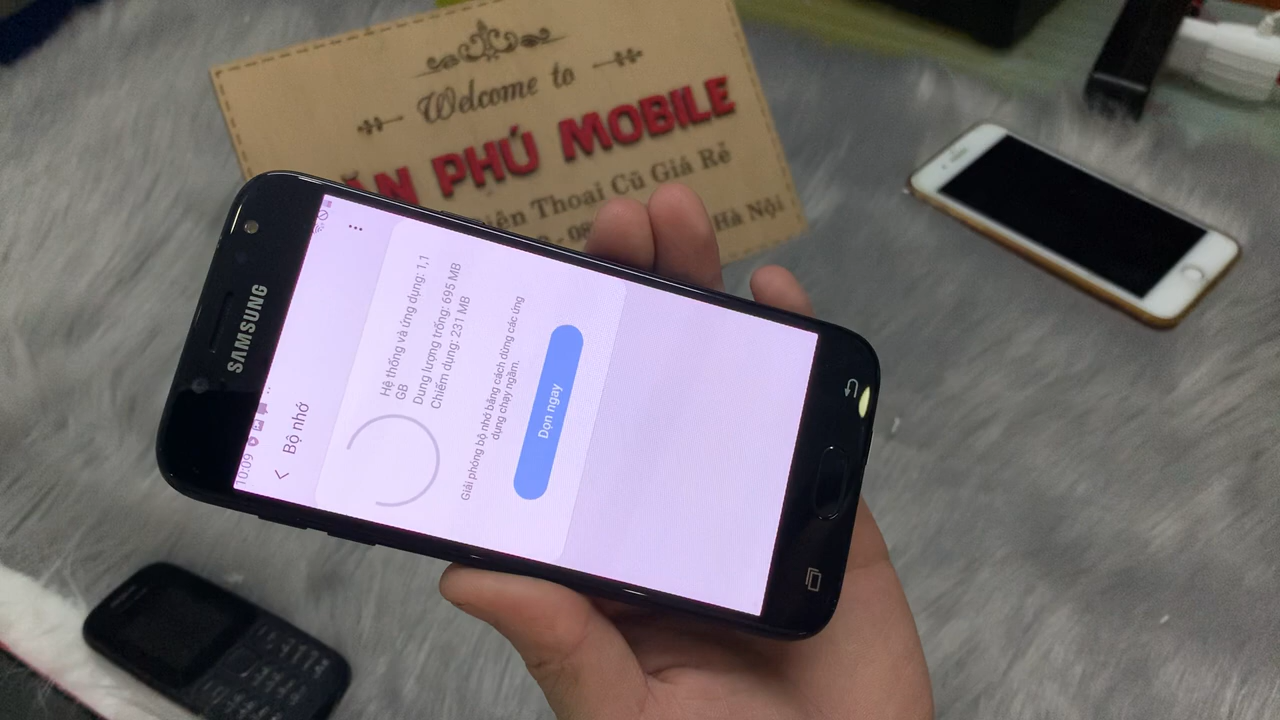 Welcome to
PHÚ MOBILE
Thoại Cũ Giá Rẻ
Hà Nội
SAMSUNG
10:09
Bộ nhớ
Hệ thống và ứng dụng: 1,1
GB
Dung lượng trống: 695 MB
Chiếm dụng: 231 MB
Giải phóng bộ nhớ bằng cách dừng các ứng
dụng chạy ngầm.
Dọn ngay